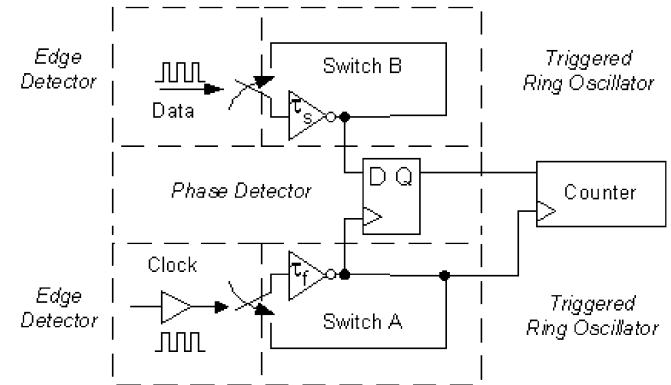 Edge
Detector
Data
Switch B
τs
Triggered
Ring Oscillator
Phase Detector
D Q
Counter
Edge
Detector
Clock
τf
Switch A
Triggered
Ring Oscillator